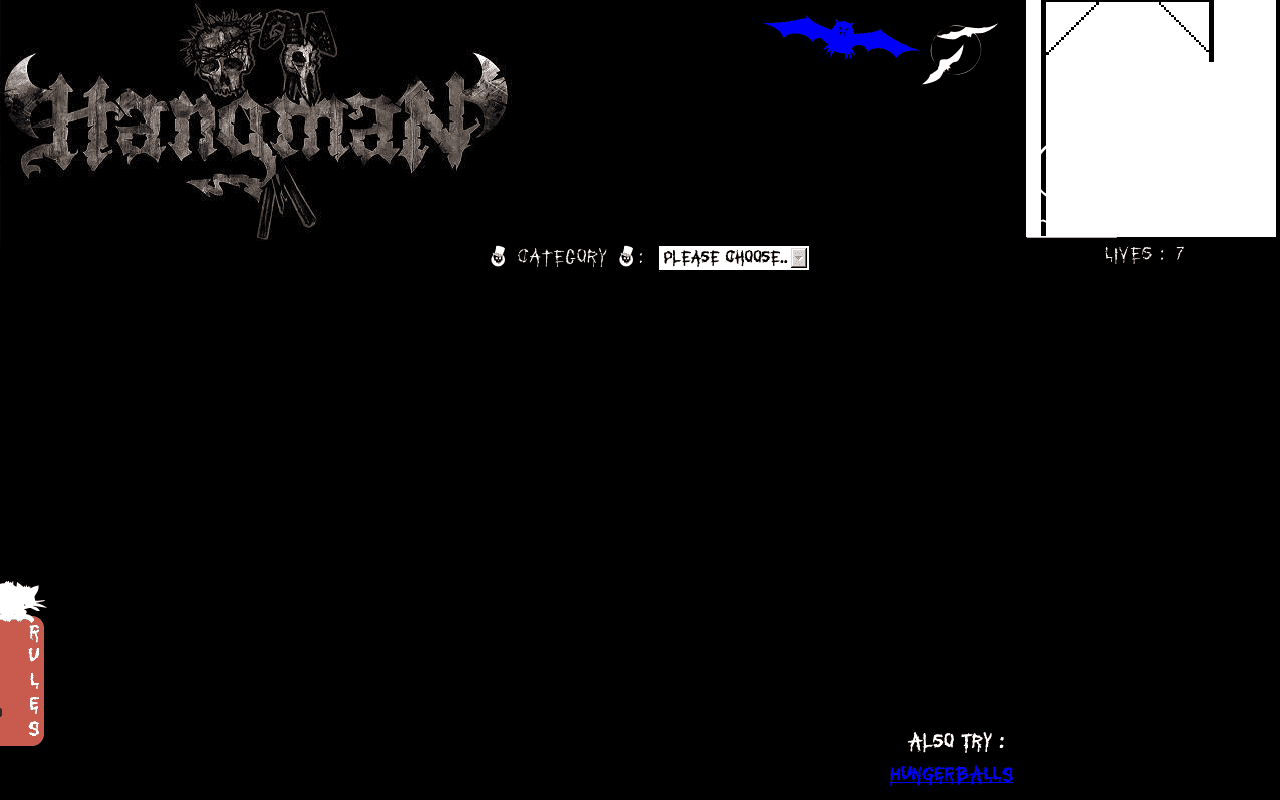 Hangman
CATEGORY : PLEASE CHOOSE..
LIVES : 7
RULES
ALSO TRY :
HUNGERBALLS